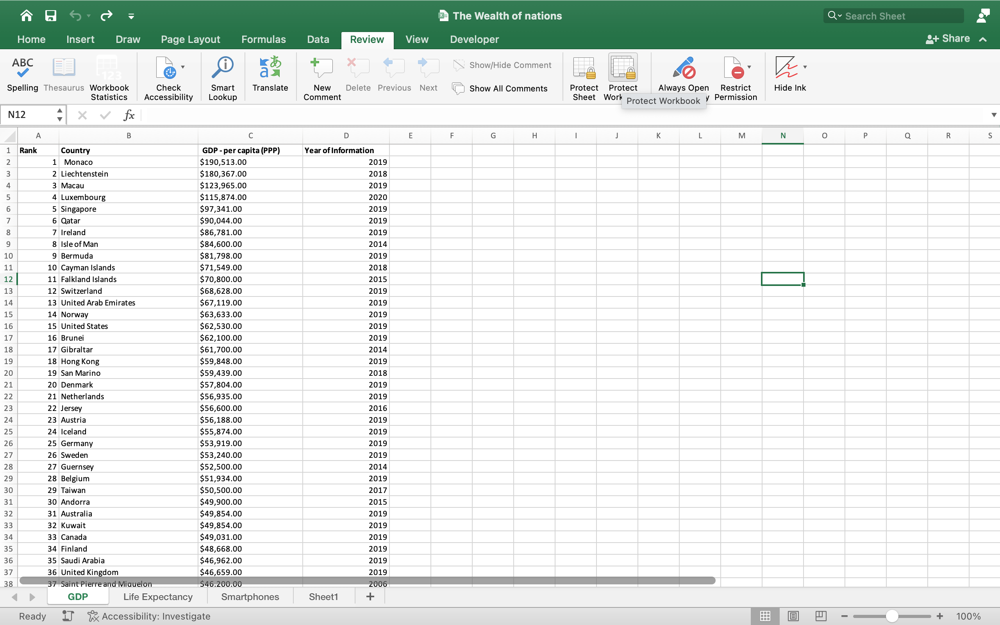 The Wealth of nations
Search Sheet
Home Insert Draw Page Layout Formulas Data Review View Developer
Share
Spelling Thesaurus Workbook Statistics Check Accessibility Smart Lookup Translate New Comment Delete Previous Next
Show/Hide Comment
Show All Comments
Protect Sheet Protect Always Open Restrict Permission Hide Ink
Protect Workbook
N12 fx
A B C D E F G H I J K L M N O P Q R S
1 Rank Country GDP - per capita (PPP) Year of Information
2 1 Monaco $190,513.00 2019
3 2 Liechtenstein $180,367.00 2018
4 3 Macau $123,965.00 2019
5 4 Luxembourg $115,874.00 2020
6 5 Singapore $97,341.00 2019
7 6 Qatar $90,044.00 2019
8 7 Ireland $86,781.00 2019
9 8 Isle of Man $84,600.00 2014
10 9 Bermuda $81,798.00 2019
11 10 Cayman Islands $71,549.00 2018
12 11 Falkland Islands $70,800.00 2015
13 12 Switzerland $68,628.00 2019
14 13 United Arab Emirates $67,119.00 2019
15 14 Norway $63,633.00 2019
16 15 United States $62,530.00 2019
17 16 Brunei $62,100.00 2019
18 17 Gibraltar $61,700.00 2014
19 18 Hong Kong $59,848.00 2019
20 19 San Marino $59,439.00 2018
21 20 Denmark $57,804.00 2019
22 21 Netherlands $56,935.00 2019
23 22 Jersey $56,600.00 2016
24 23 Austria $56,188.00 2019
25 24 Iceland $55,874.00 2019
26 25 Germany $53,919.00 2019
27 26 Sweden $53,240.00 2019
28 27 Guernsey $52,500.00 2014
29 28 Belgium $51,934.00 2019
30 29 Taiwan $50,500.00 2017
31 30 Andorra $49,900.00 2015
32 31 Australia $49,854.00 2019
33 32 Kuwait $49,854.00 2019
34 33 Canada $49,031.00 2019
35 34 Finland $48,668.00 2019
36 35 Saudi Arabia $46,962.00 2019
37 36 United Kingdom $46,659.00 2019
38 37 Saint Pierre and Miquelon $46,200.00 2006
GDP Life Expectancy Smartphones Sheet1 +
Ready Accessibility: Investigate 100%